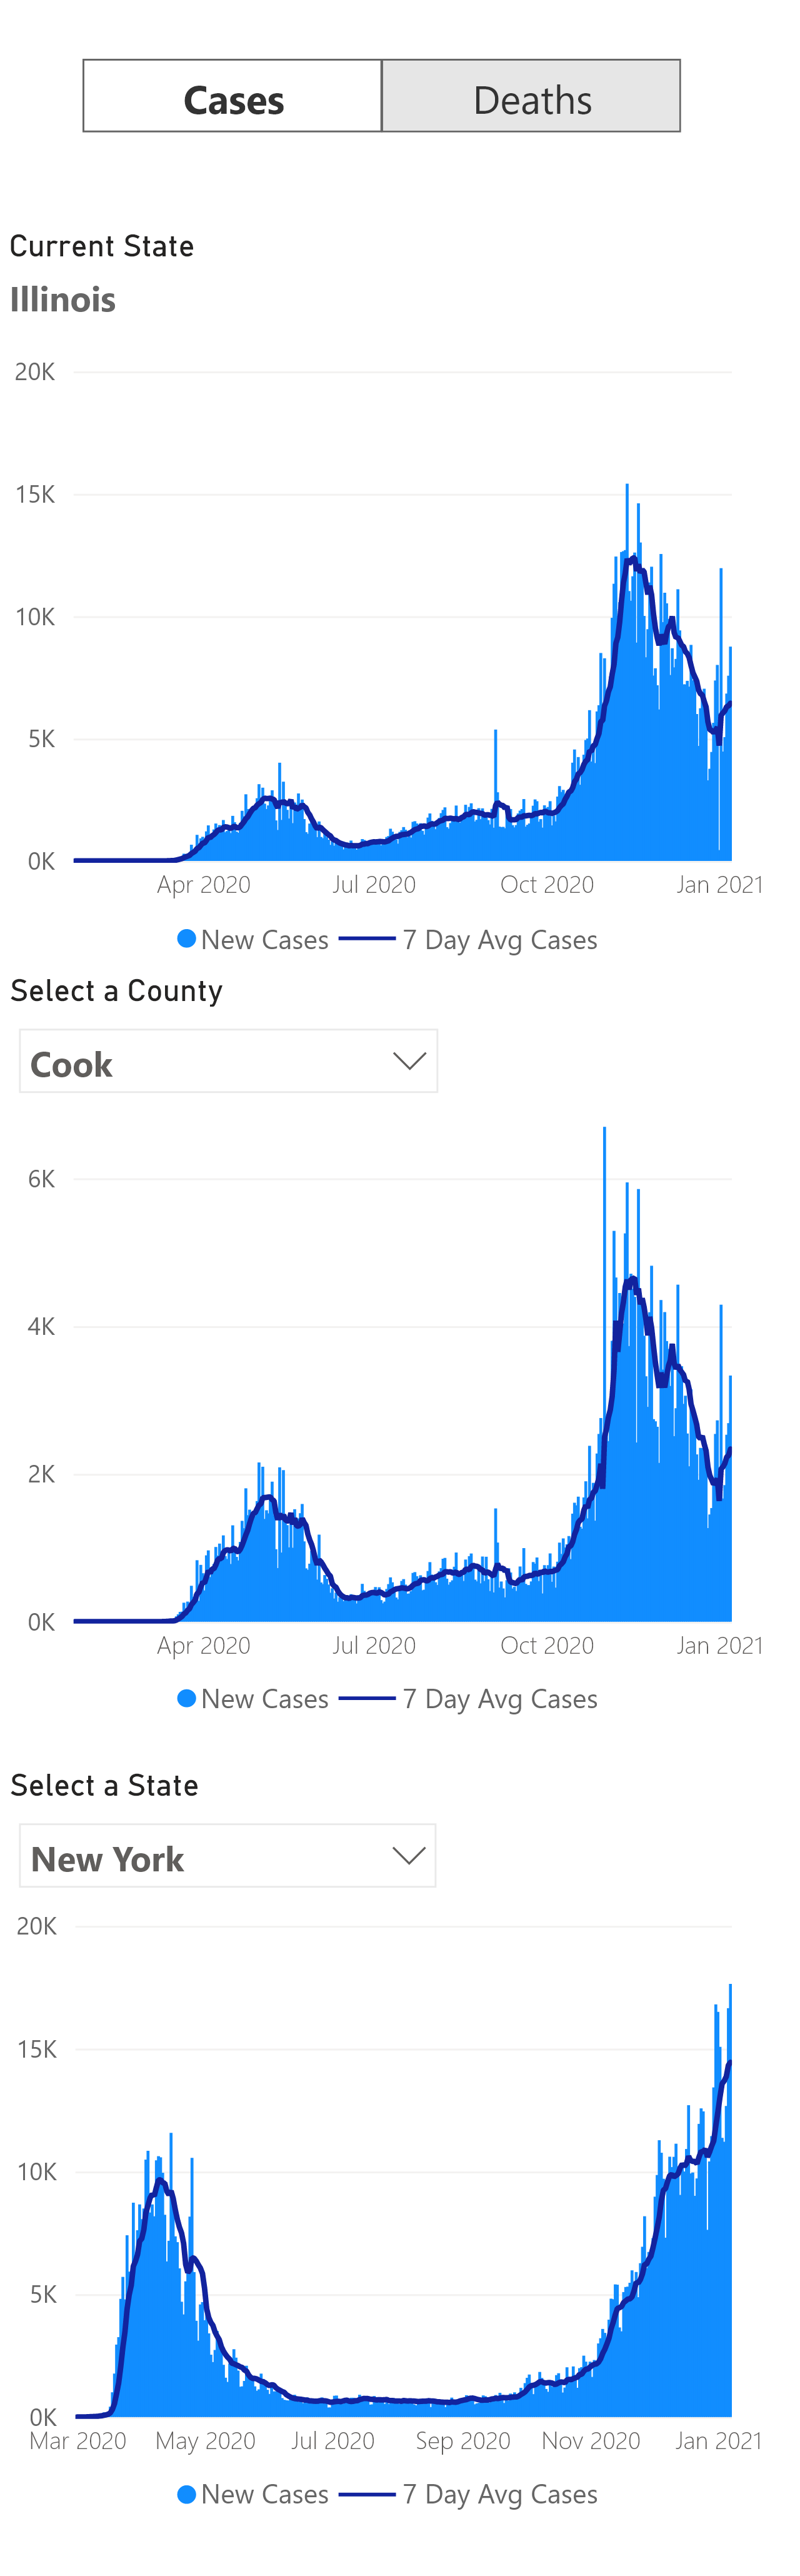 Cases Deaths
Current State
Illinois
20K
15K
10K
5K
0K
Apr 2020 Jul 2020 Oct 2020 Jan 2021
New Cases 7 Day Avg Cases
Select a County
Cook
6K
4K
2K
0K
Apr 2020 Jul 2020 Oct 2020 Jan 2021
New Cases 7 Day Avg Cases
Select a State
New York
20K
15K
10K
5K
0K
Mar 2020 May 2020 Jul 2020 Sep 2020 Nov 2020 Jan 2021
New Cases 7 Day Avg Cases